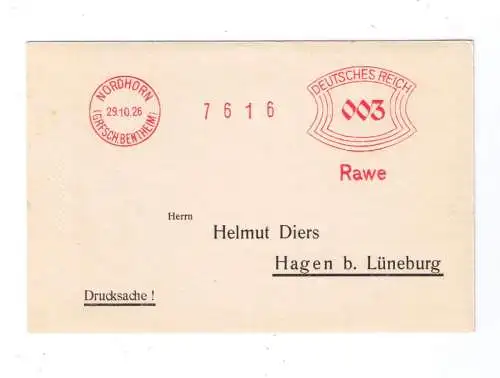 NORDHORN
29.10.26
(GRFSCH.BENTHEIM)
7616
DEUTSCHES REICH
003
Rawe
Herrn
Helmut Diers
Hagen b. Lüneburg
Drucksache!